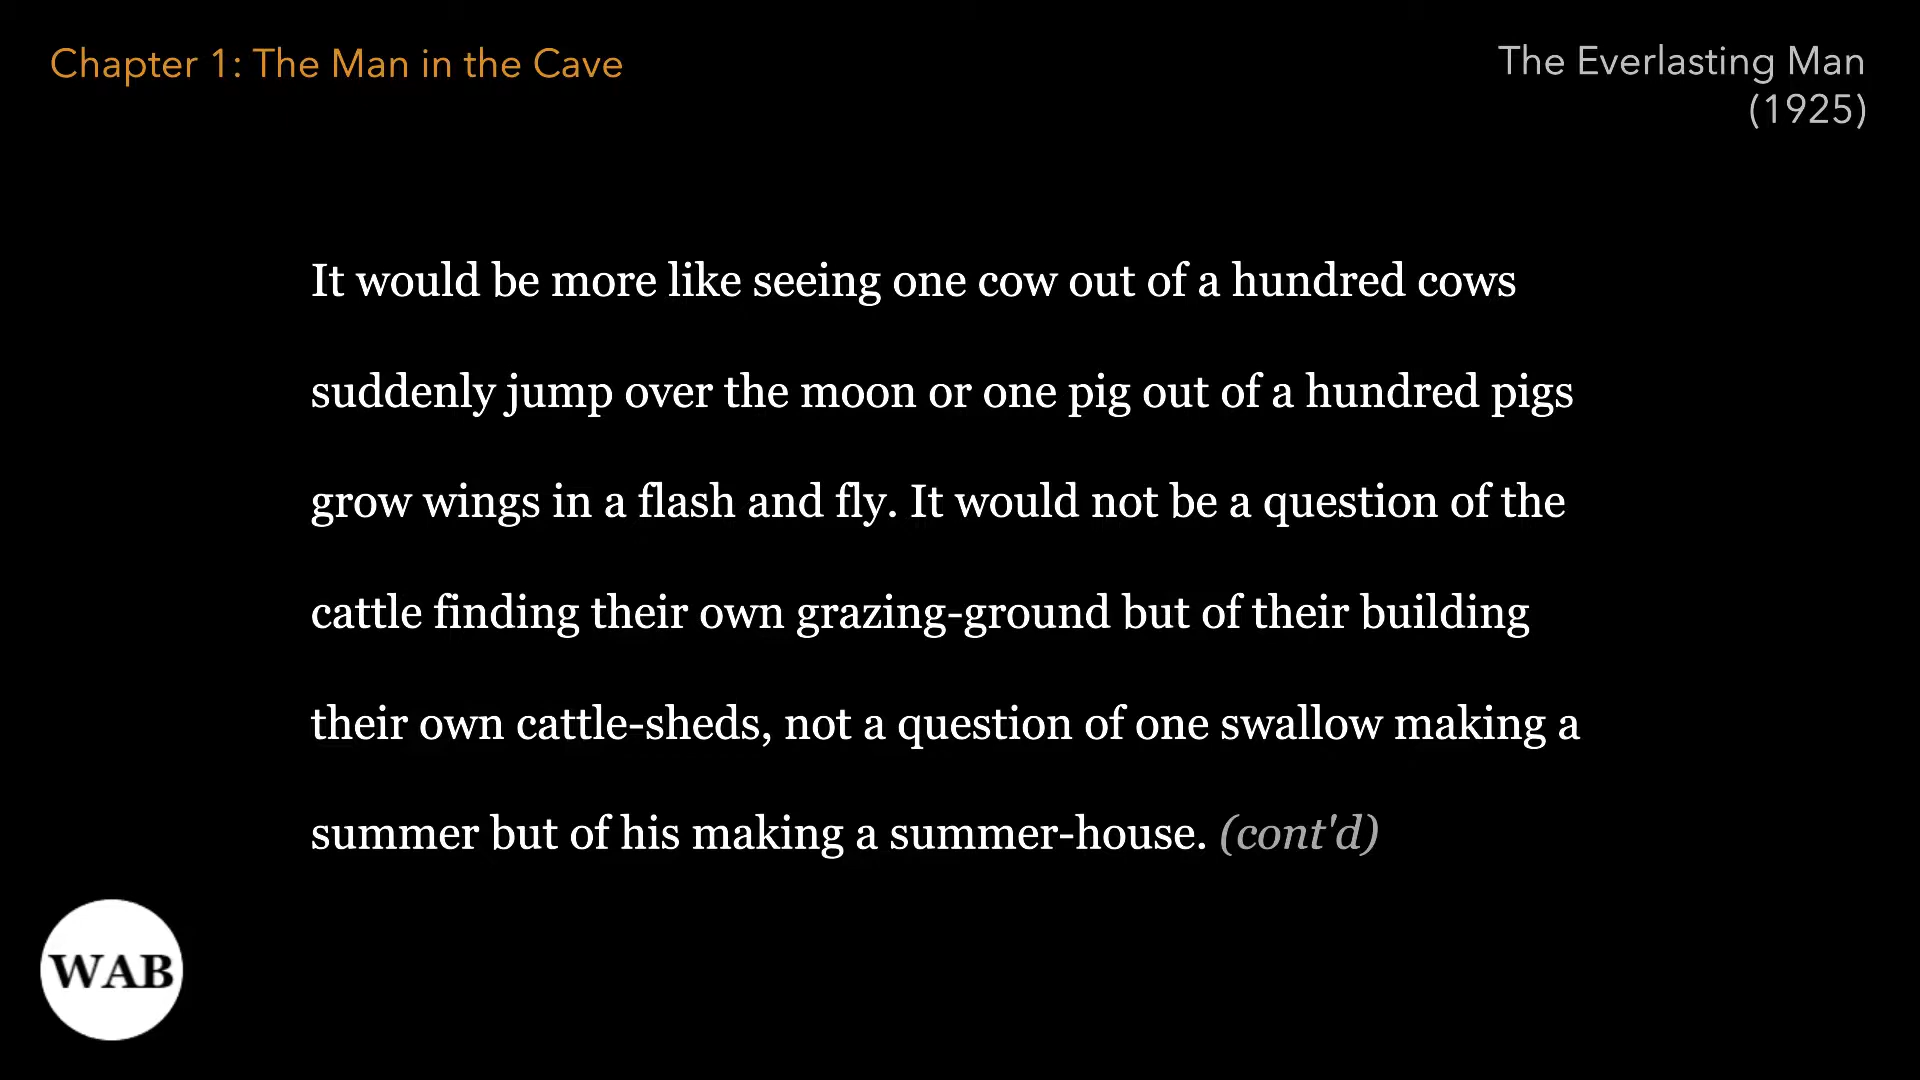 Chapter 1: The Man in the Cave
The Everlasting Man
(1925)
It would be more like seeing one cow out of a hundred cows
suddenly jump over the moon or one pig out of a hundred pigs
grow wings in a flash and fly. It would not be a question of the
cattle finding their own grazing-ground but of their building
their own cattle-sheds, not a question of one swallow making a
summer but of his making a summer-house. (cont'd)
WAB